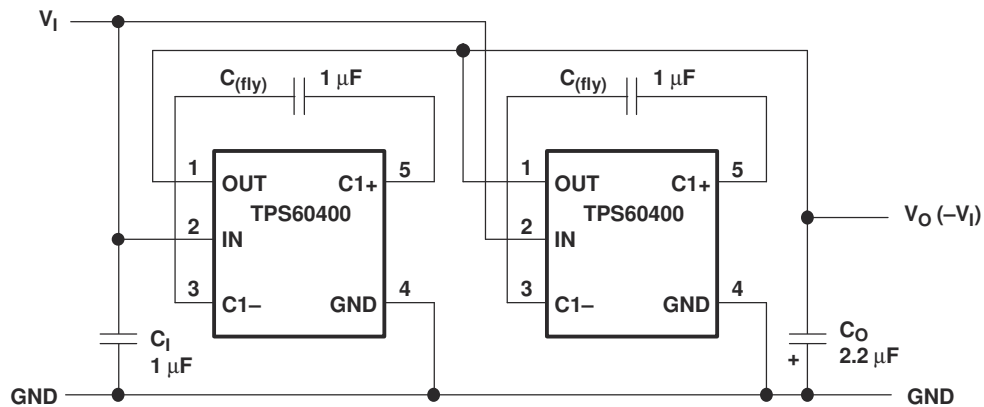 V_I
C_(fly) 1 μF
C_(fly) 1 μF
1 OUT C1+ 5
TPS60400
2 IN
3 C1– GND 4
1 OUT C1+ 5
TPS60400
2 IN
3 C1– GND 4
V_O (–V_I)
C_I
1 μF
C_O
+ 2.2 μF
GND
GND